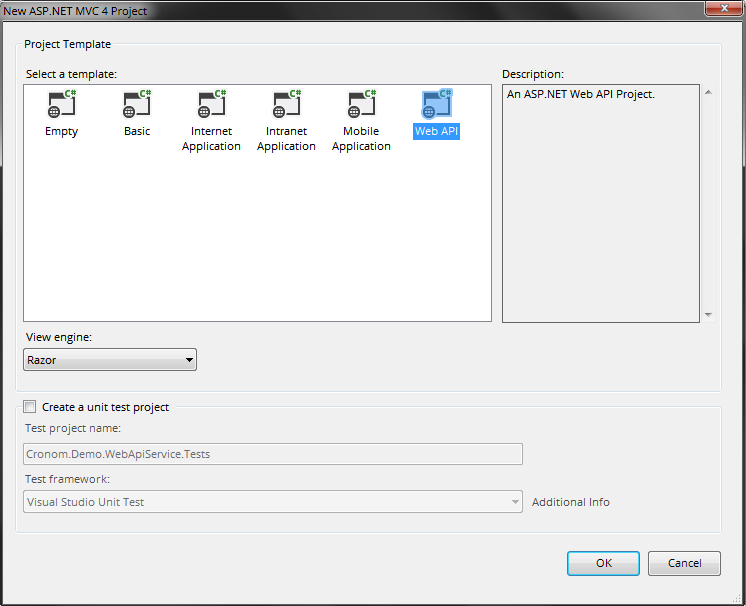 New ASP.NET MVC 4 Project
Project Template
Select a template:
Description:
C# C# C# C# C# C#
An ASP.NET Web API Project.
Empty Basic Internet Application Intranet Application Mobile Application Web API
View engine:
Razor
Create a unit test project
Test project name:
Cronom.Demo.WebApiService.Tests
Test framework:
Visual Studio Unit Test
Additional Info
OK Cancel